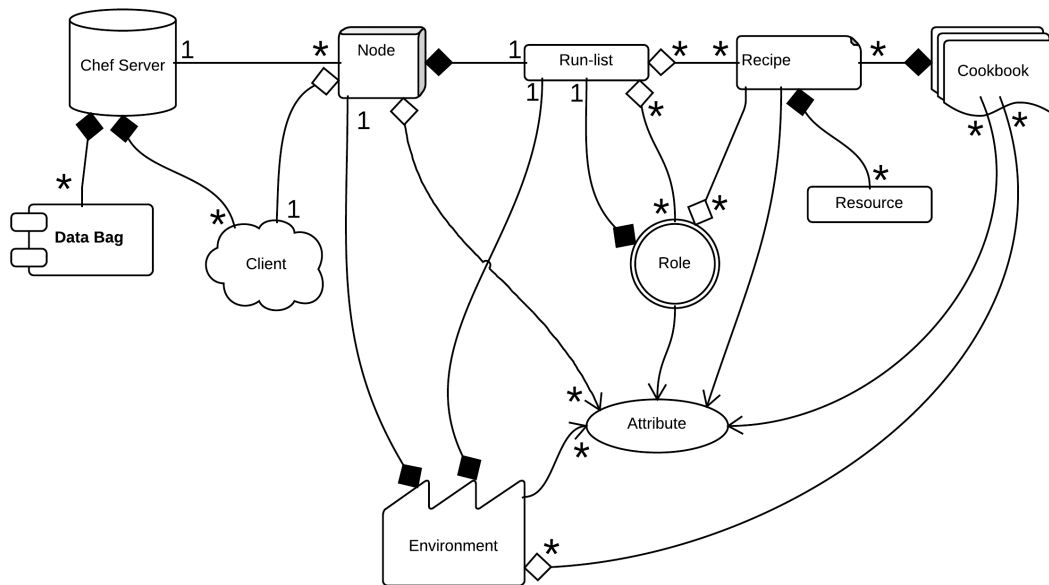 Chef Server
1
*
Node
1
Run-list
*
*
Recipe
*
Cookbook
1
1
1
*
*
*
*
*
*
*
*
1
*
*
Resource
Data Bag
Client
Role
*
Attribute
*
Environment
*